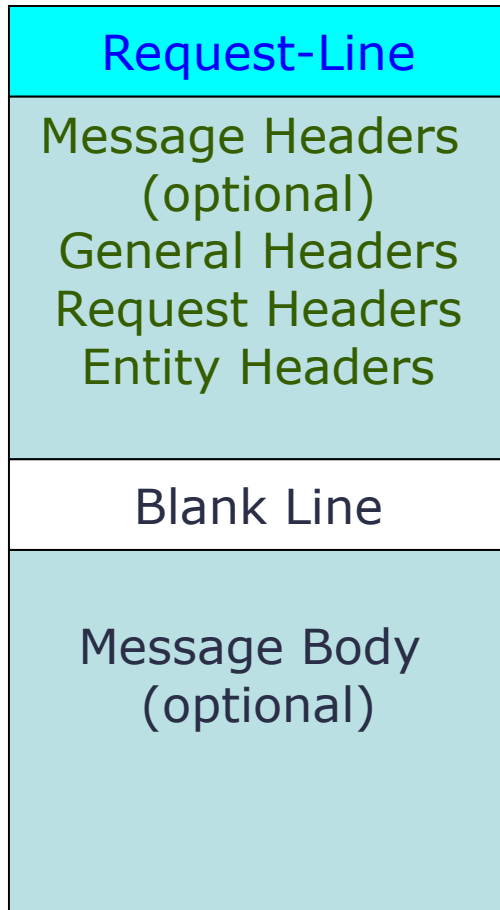 Request-Line
Message Headers
(optional)
General Headers
Request Headers
Entity Headers
Blank Line
Message Body
(optional)